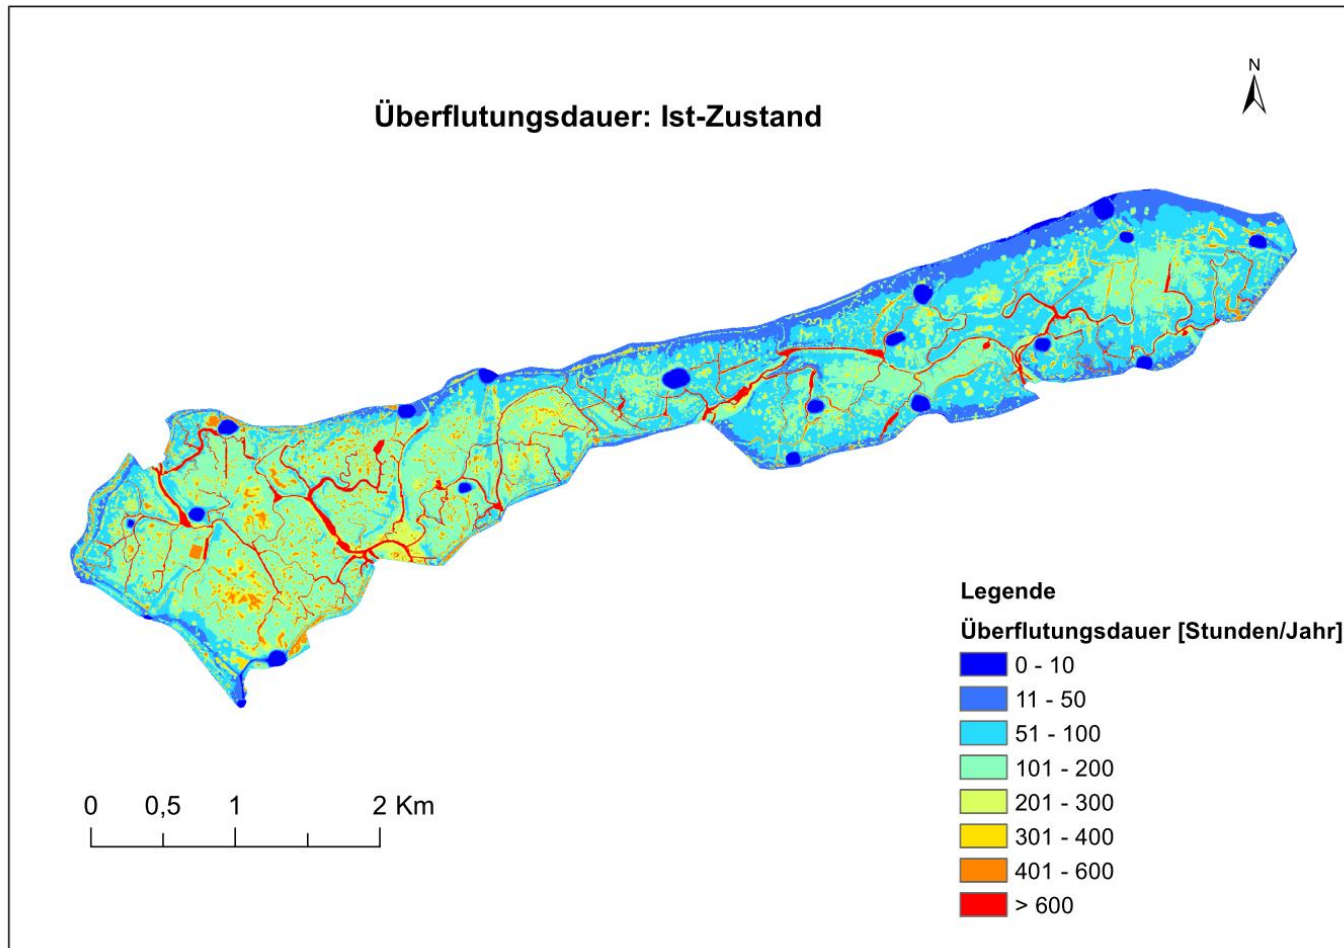 N
Überflutungsdauer: Ist-Zustand
Legende
Überflutungsdauer [Stunden/Jahr]
0 - 10
11 - 50
51 - 100
101 - 200
201 - 300
301 - 400
401 - 600
> 600
0 0,5 1 2 Km